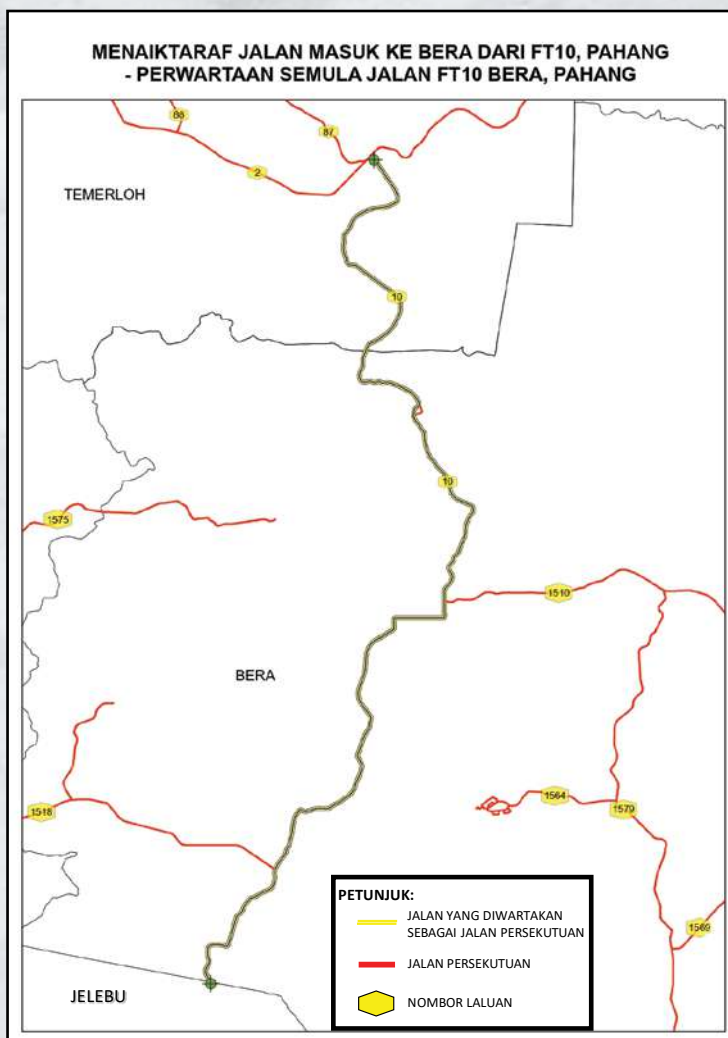 MENAIKTARAF JALAN MASUK KE BERA DARI FT10, PAHANG
- PERWARTAAN SEMULA JALAN FT10 BERA, PAHANG
86
87
2
TEMERLOH
10
10
1575
1510
BERA
1564
1579
1518
1569
JELEBU
PETUNJUK:
JALAN YANG DIWARTAKAN
SEBAGAI JALAN PERSEKUTUAN
JALAN PERSEKUTUAN
NOMBOR LALUAN